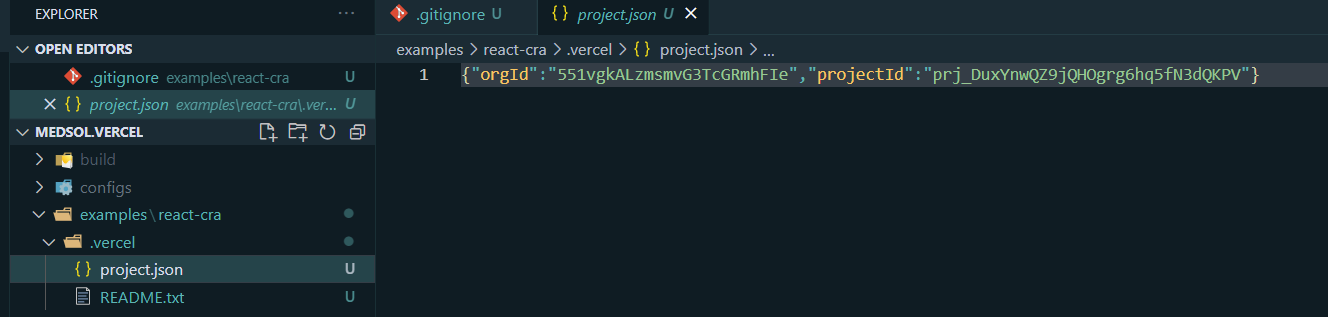 EXPLORER ...
.gitignore U project.json U
OPEN EDITORS
.gitignore examples\react-cra U
project.json examples\react-cra\.ver... U
MEDSOL.VERCEL
build
configs
examples\react-cra
.vercel
project.json U
README.txt U
examples > react-cra > .vercel > {} project.json > ...
1 {"orgId":"551vgkALzmsmvG3TcGRmhFIe","projectId":"prj_DuxYnwQZ9jQHOgrg6hq5fN3dQKPV"}